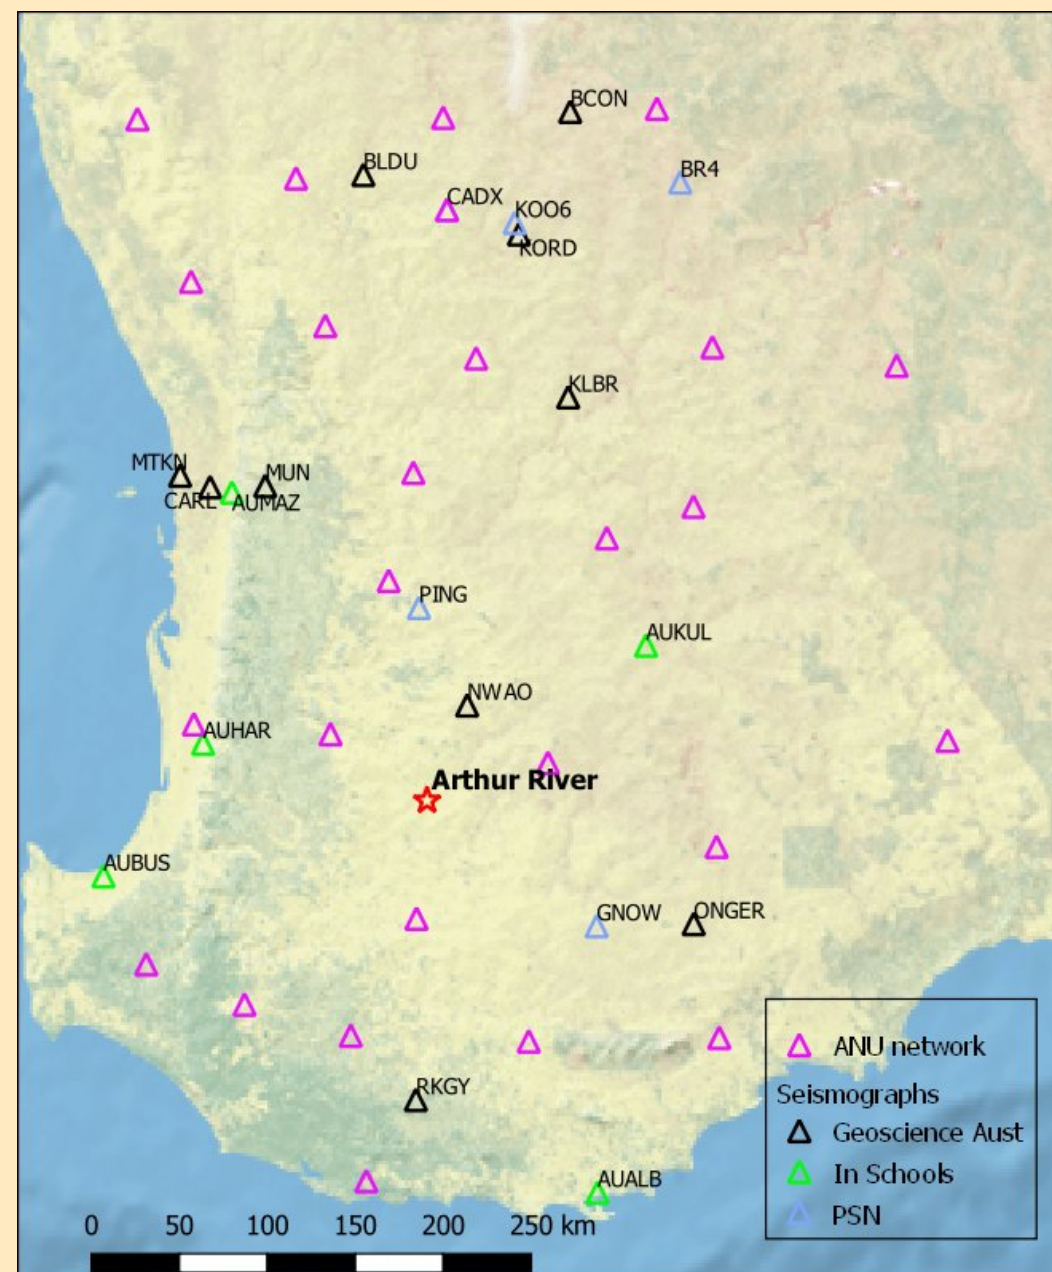 BCON
BLDU
BR4
CADX
KOO6
KORD
KLBR
MTKN
MUN
CARL
AUMAZ
PING
AUKUL
NWAO
AUHAR
Arthur River
AUBUS
GNOW
ONGER
ANU network
Seismographs
RKGY
Geoscience Aust
In Schools
AUALB
PSN
0 50 100 150 200 250 km